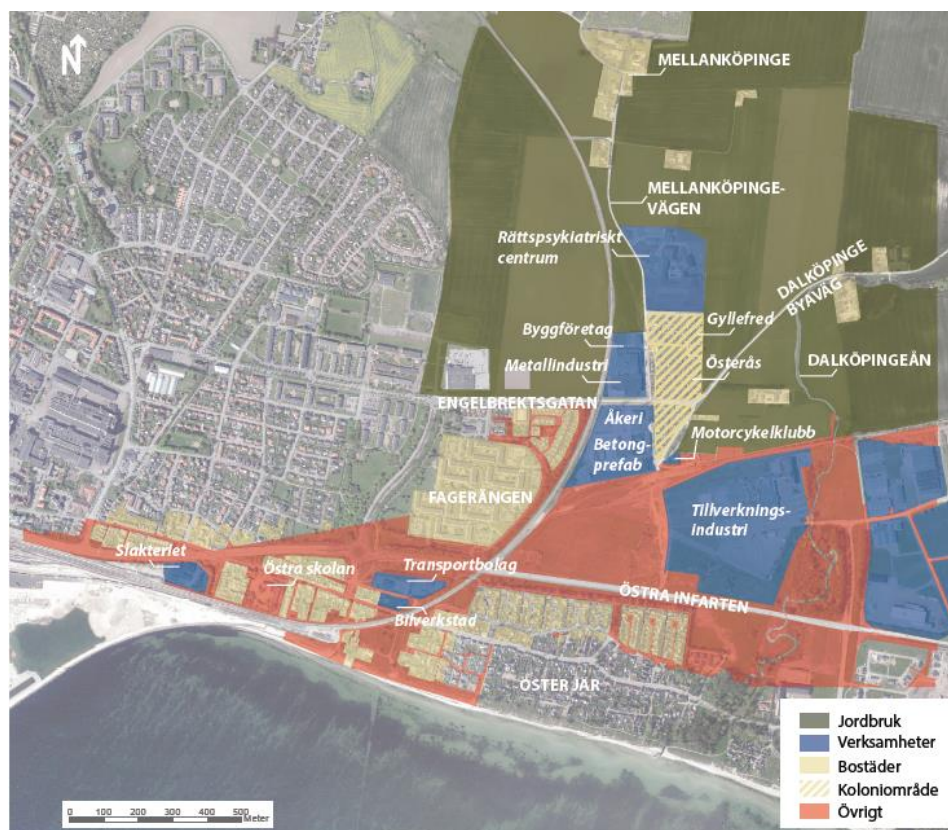 N
MELLANKÖPINGE
MELLANKÖPINGE-
VÄGEN
Rättspsykiatriskt
centrum
DALKÖPINGE
BYAVÄG
Byggföretag
Gyllefred
Metallindustri
Österås
DALKÖPINGEÅN
ENGELBREKTSGATAN
Åkeri
Motorcykelklubb
Betong-
prefab
FAGERÄNGEN
Tillverknings-
industri
Slakteriet
Östra skolan
Transportbolag
ÖSTRA INFARTEN
Bilverkstad
ÖSTER JÄR
Jordbruk
Verksamheter
Bostäder
Koloniområde
Övrigt
0 100 200 300 400 500
Meter